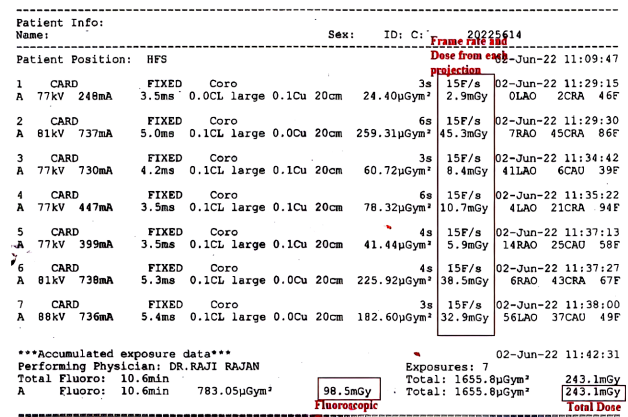 Patient Info:
Name: Sex: ID: C: 20225614
Frame rate and
Dose from each
projection
Patient Position: HFS 02-Jun-22 11:09:47
1 CARD FIXED Coro 3s 15F/s 02-Jun-22 11:29:15
A 77kV 248mA 3.5ms 0.0CL large 0.1Cu 20cm 24.40µGym² 2.9mGy 0LAO 2CRA 46F
2 CARD FIXED Coro 6s 15F/s 02-Jun-22 11:29:30
A 81kV 737mA 5.0ms 0.1CL large 0.0Cu 20cm 259.31µGym² 45.3mGy 7RAO 45CRA 86F
3 CARD FIXED Coro 3s 15F/s 02-Jun-22 11:34:42
A 77kV 730mA 4.2ms 0.1CL large 0.1Cu 20cm 60.72µGym² 8.4mGy 41LAO 6CAU 39F
4 CARD FIXED Coro 6s 15F/s 02-Jun-22 11:35:22
A 77kV 447mA 3.5ms 0.1CL large 0.1Cu 20cm 78.32µGym² 10.7mGy 4LAO 21CRA 94F
5 CARD FIXED Coro 4s 15F/s 02-Jun-22 11:37:13
A 77kV 399mA 3.5ms 0.1CL large 0.1Cu 20cm 41.44µGym² 5.9mGy 14RAO 25CAU 58F
6 CARD FIXED Coro 4s 15F/s 02-Jun-22 11:37:27
A 81kV 738mA 5.3ms 0.1CL large 0.0Cu 20cm 225.92µGym² 38.5mGy 6RAO 43CRA 67F
7 CARD FIXED Coro 3s 15F/s 02-Jun-22 11:38:00
A 88kV 736mA 5.4ms 0.1CL large 0.0Cu 20cm 182.60µGym² 32.9mGy 56LAO 37CAU 49F
***Accumulated exposure data*** 02-Jun-22 11:42:31
Performing Physician: DR.RAJI RAJAN Exposures: 7
Total Fluoro: 10.6min Total: 1655.8µGym² 243.1mGy
A Fluoro: 10.6min 783.05µGym² 98.5mGy Total: 1655.8µGym² 243.1mGy
Fluoroscopic Total Dose